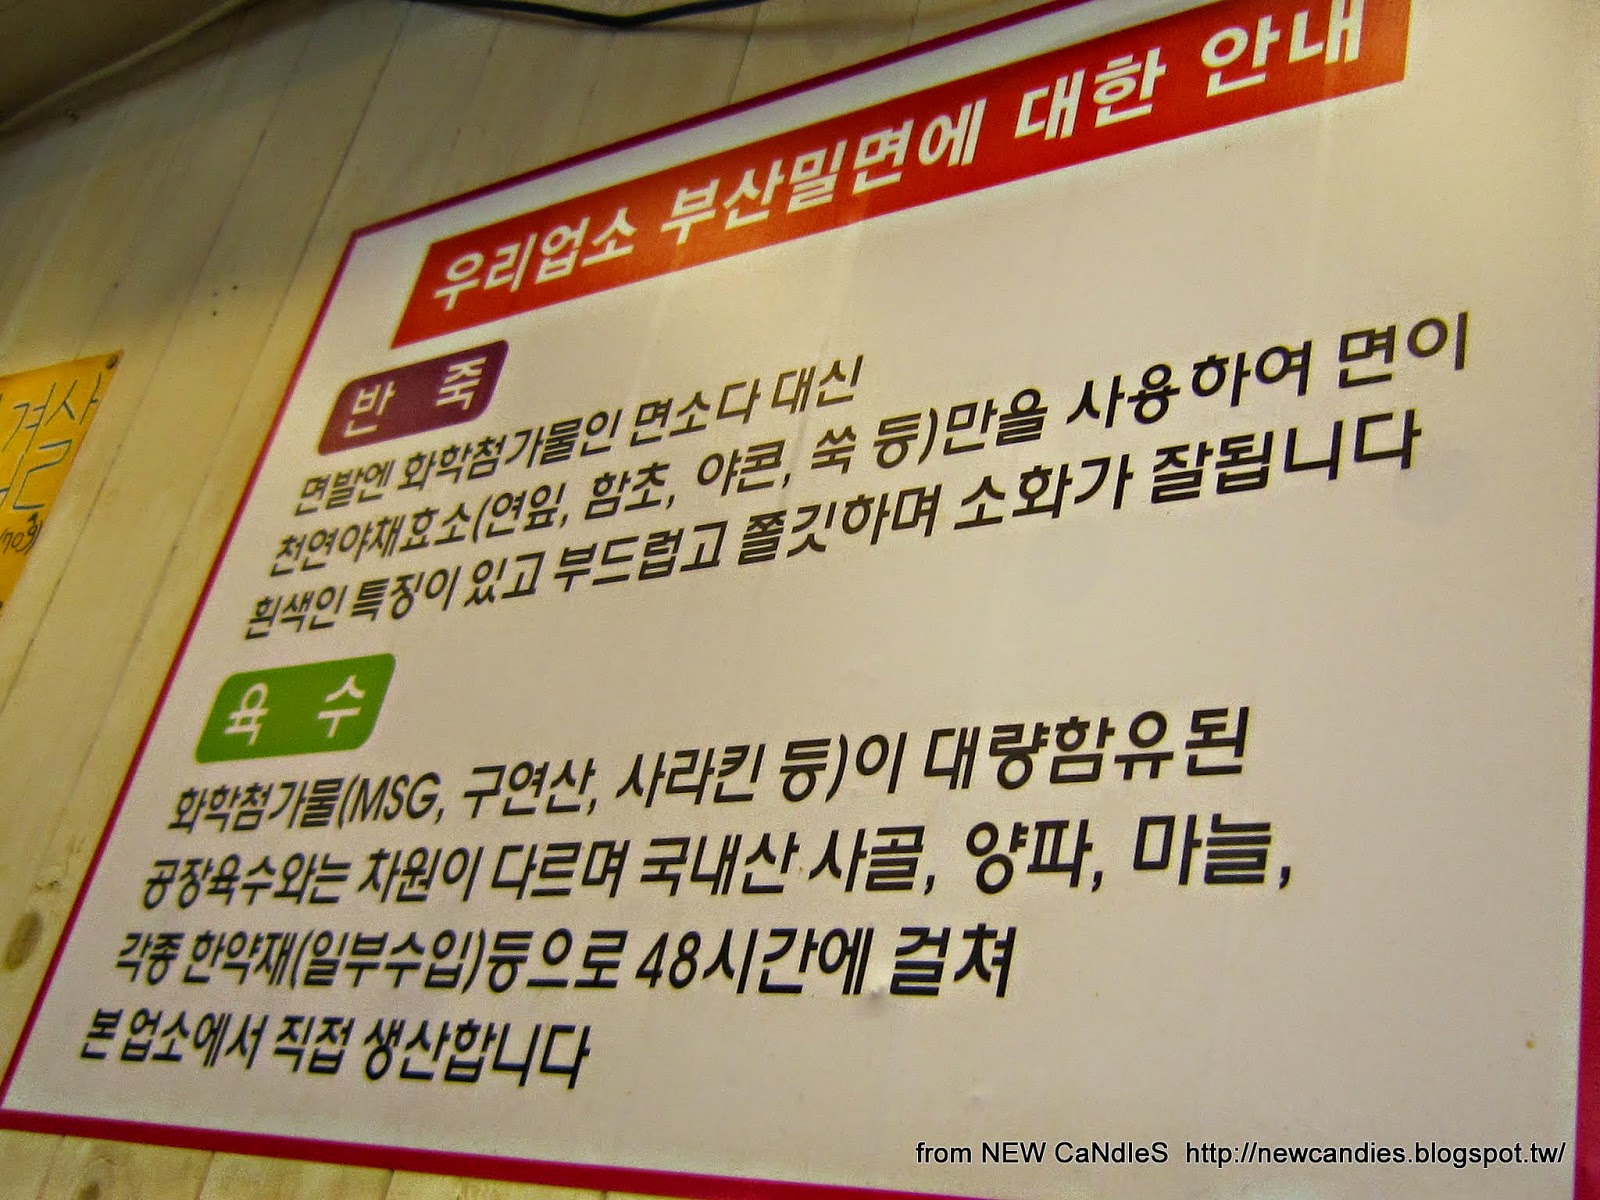 우리업소 부산밀면에 대한 안내
반 죽
면발엔 화학첨가물인 면소다 대신
천연야채효소(연잎, 함초, 야콘, 쑥 등)만을 사용하여 면이
흰색인 특징이 있고 부드럽고 쫄깃하며 소화가 잘됩니다
육 수
화학첨가물(MSG, 구연산, 사라킨 등)이 대량함유된
공장육수와는 차원이 다르며 국내산 사골, 양파, 마늘,
각종 한약재(일부수입)등으로 48시간에 걸쳐
본 업소에서 직접 생산합니다
from NEW CaNdleS http://newcandies.blogspot.tw/